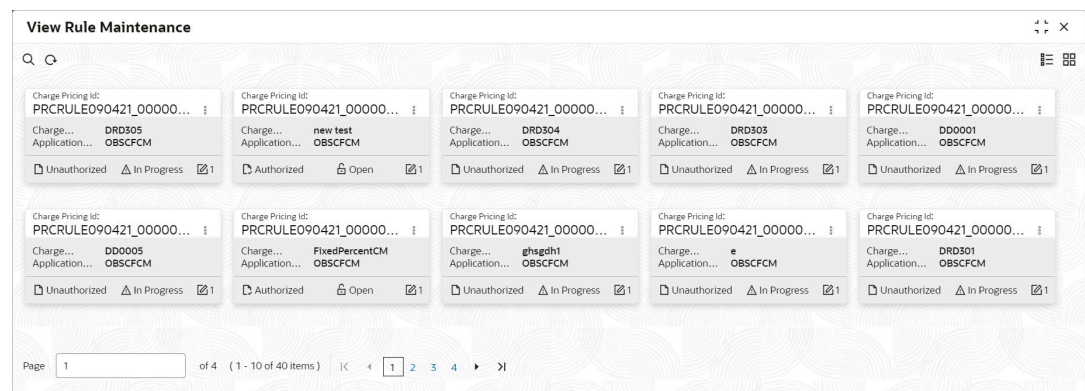 View Rule Maintenance
Charge Pricing Id: Charge Pricing Id: Charge Pricing Id: Charge Pricing Id: Charge Pricing Id:
PRCRULE090421_00000... PRCRULE090421_00000... PRCRULE090421_00000... PRCRULE090421_00000... PRCRULE090421_00000...
Charge... DRD305 Charge... new test Charge... DRD304 Charge... DRD303 Charge... DD0001
Application... OBSCFCM Application... OBSCFCM Application... OBSCFCM Application... OBSCFCM Application... OBSCFCM
Unauthorized In Progress 1 Authorized Open 1 Unauthorized In Progress 1 Unauthorized In Progress 1 Unauthorized In Progress 1
Charge Pricing Id: Charge Pricing Id: Charge Pricing Id: Charge Pricing Id: Charge Pricing Id:
PRCRULE090421_00000... PRCRULE090421_00000... PRCRULE090421_00000... PRCRULE090421_00000... PRCRULE090421_00000...
Charge... DD0005 Charge... FixedPercentCM Charge... ghsgdh1 Charge... e Charge... DRD301
Application... OBSCFCM Application... OBSCFCM Application... OBSCFCM Application... OBSCFCM Application... OBSCFCM
Unauthorized In Progress 1 Authorized Open 1 Unauthorized In Progress 1 Unauthorized In Progress 1 Unauthorized In Progress 1
Page 1 of 4 (1 - 10 of 40 items) 1 2 3 4